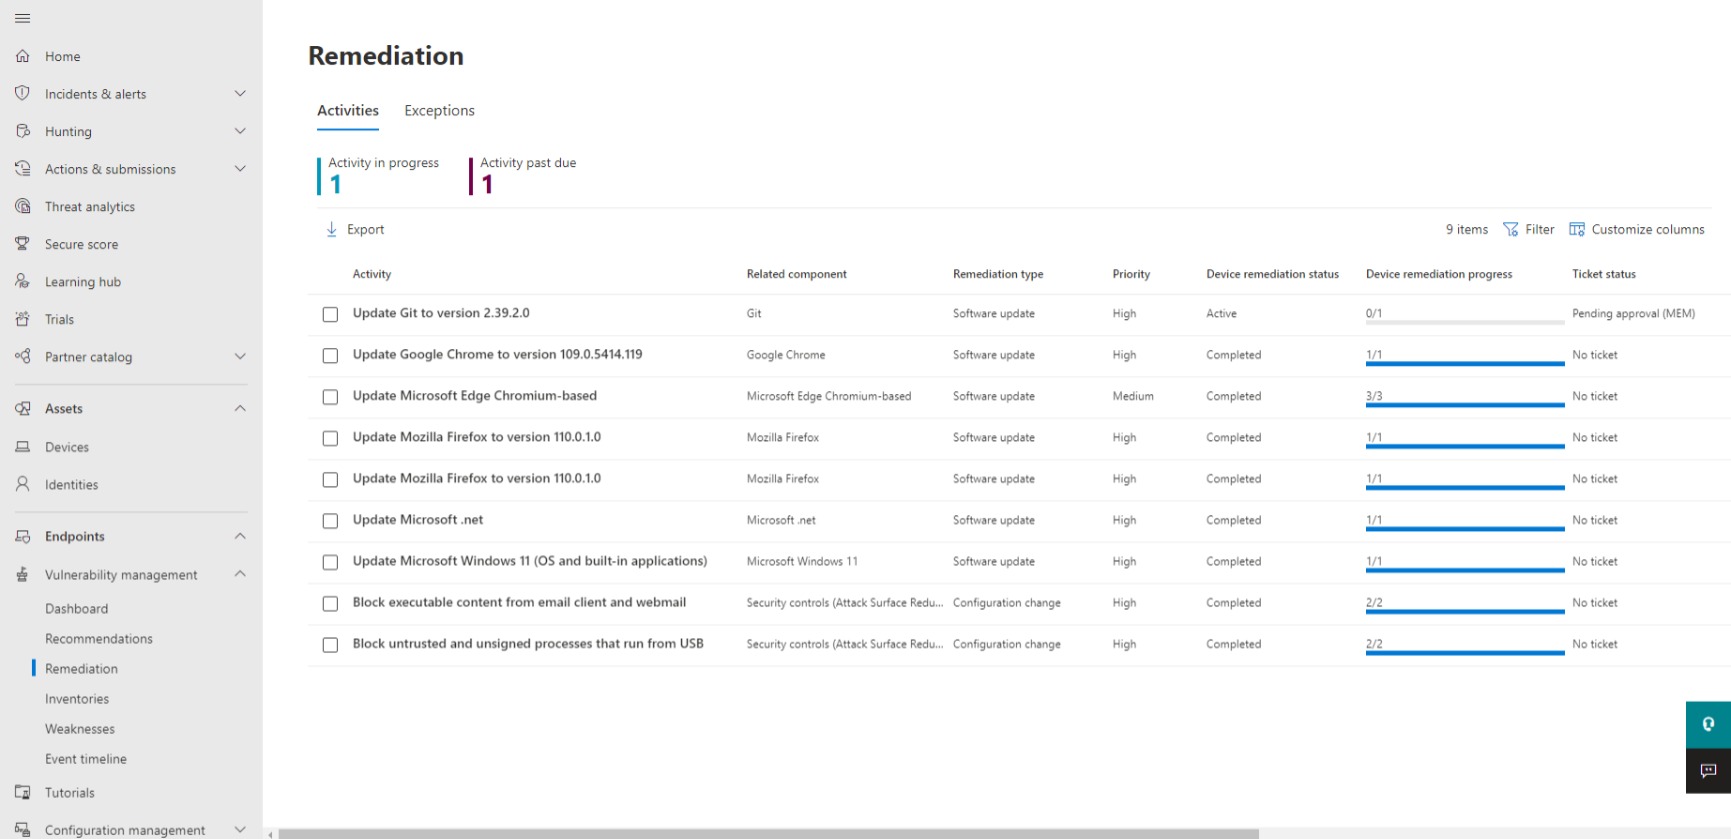 Home
Incidents & alerts
Hunting
Actions & submissions
Threat analytics
Secure score
Learning hub
Trials
Partner catalog
Assets
Devices
Identities
Endpoints
Vulnerability management
Dashboard
Recommendations
Remediation
Inventories
Weaknesses
Event timeline
Tutorials
Configuration management
Remediation
Activities Exceptions
Activity in progress Activity past due
1 1
Export 9 items Filter Customize columns
Activity Related component Remediation type Priority Device remediation status Device remediation progress Ticket status
Update Git to version 2.39.2.0 Git Software update High Active 0/1 Pending approval (MEM)
Update Google Chrome to version 109.0.5414.119 Google Chrome Software update High Completed 1/1 No ticket
Update Microsoft Edge Chromium-based Microsoft Edge Chromium-based Software update Medium Completed 3/3 No ticket
Update Mozilla Firefox to version 110.0.1.0 Mozilla Firefox Software update High Completed 1/1 No ticket
Update Mozilla Firefox to version 110.0.1.0 Mozilla Firefox Software update High Completed 1/1 No ticket
Update Microsoft .net Microsoft .net Software update High Completed 1/1 No ticket
Update Microsoft Windows 11 (OS and built-in applications) Microsoft Windows 11 Software update High Completed 1/1 No ticket
Block executable content from email client and webmail Security controls (Attack Surface Redu... Configuration change High Completed 2/2 No ticket
Block untrusted and unsigned processes that run from USB Security controls (Attack Surface Redu... Configuration change High Completed 2/2 No ticket